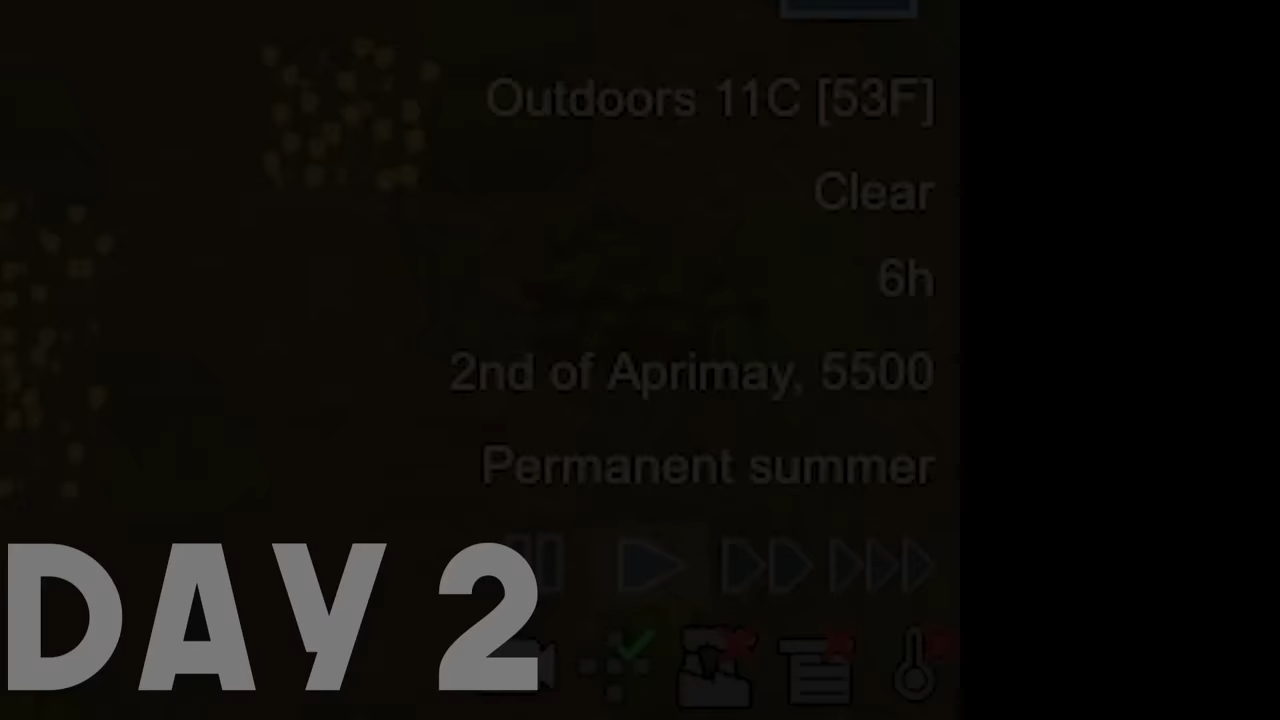 Outdoors 11C [53F]
Clear
6h
2nd of Aprimay, 5500
Permanent summer
DAY 2